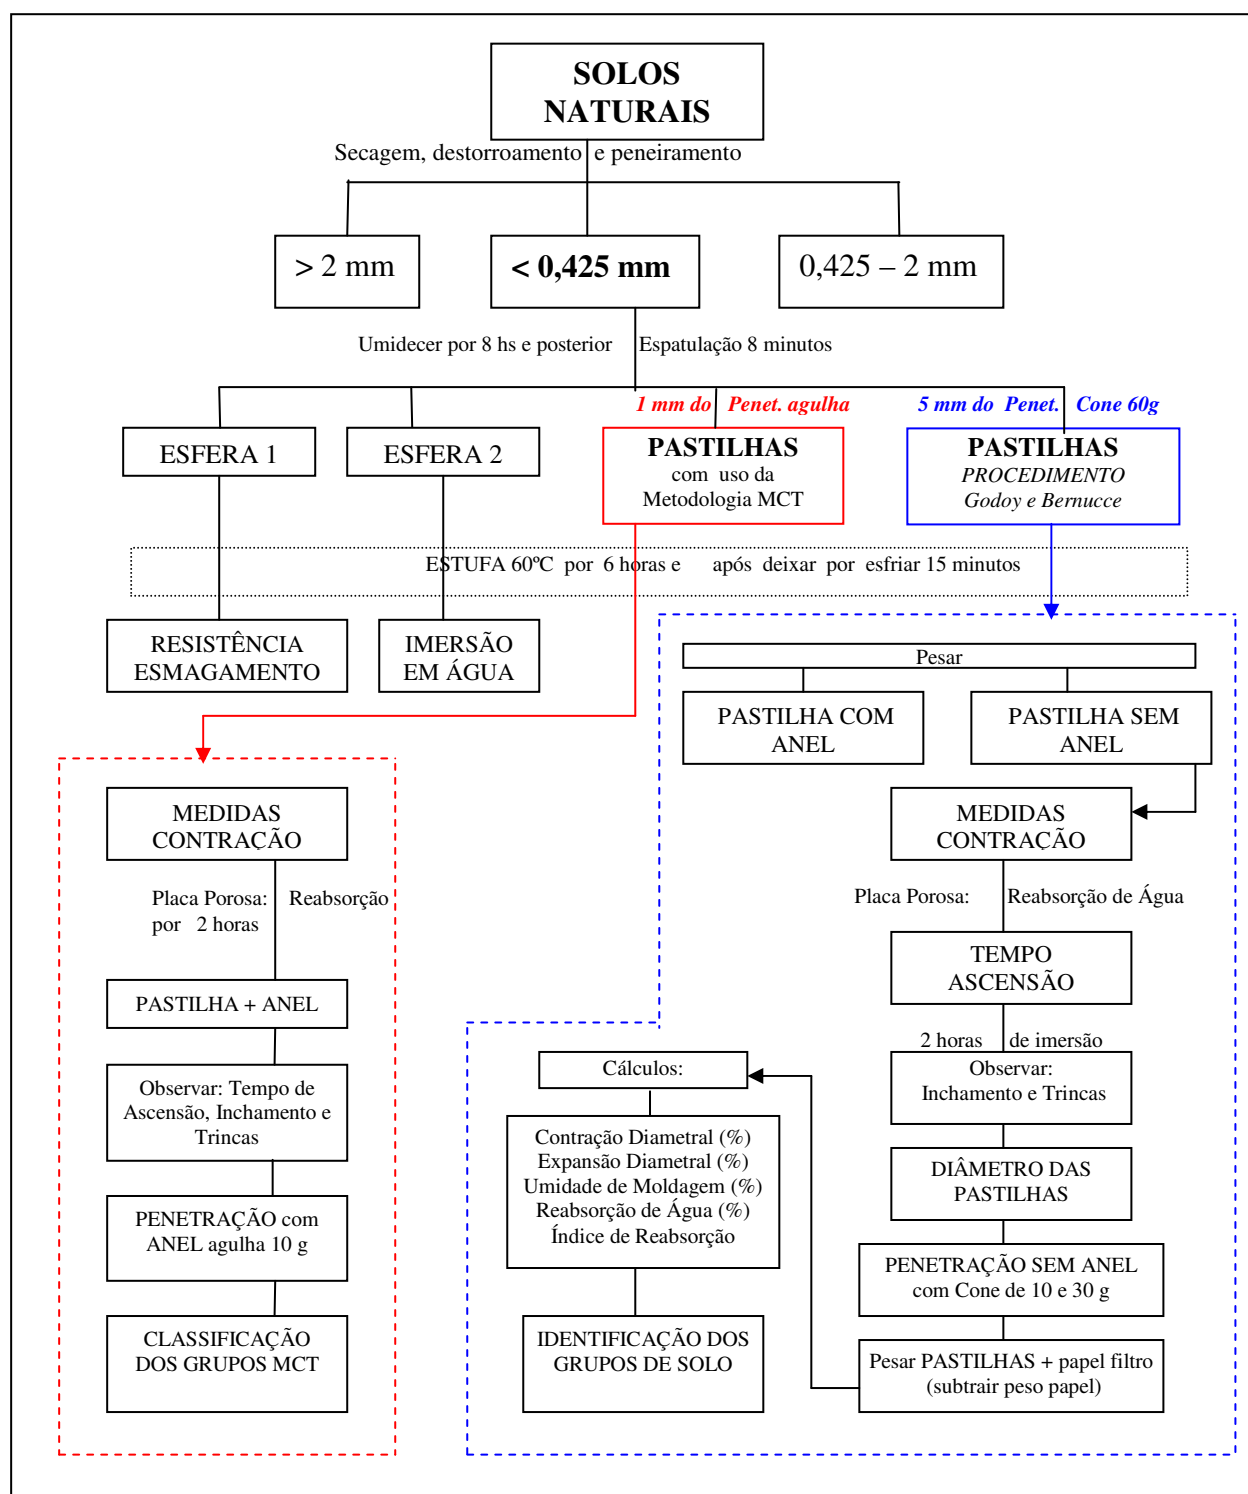 SOLOS
NATURAIS
Secagem, destorroamento e peneiramento
> 2 mm
< 0,425 mm
0,425 – 2 mm
Umidecer por 8 hs e posterior Espatulação 8 minutos
1 mm do Penet. agulha
5 mm do Penet. Cone 60g
ESFERA 1
ESFERA 2
PASTILHAS
com uso da
Metodologia MCT
PASTILHAS
PROCEDIMENTO
Godoy e Bernucce
ESTUFA 60ºC por 6 horas e após deixar por esfriar 15 minutos
RESISTÊNCIA
ESMAGAMENTO
IMERSÃO
EM ÁGUA
Pesar
PASTILHA COM
ANEL
PASTILHA SEM
ANEL
MEDIDAS
CONTRAÇÃO
Placa Porosa: Reabsorção
por 2 horas
PASTILHA + ANEL
Observar: Tempo de
Ascensão, Inchamento e
Trincas
PENETRAÇÃO com
ANEL agulha 10 g
CLASSIFICAÇÃO
DOS GRUPOS MCT
MEDIDAS
CONTRAÇÃO
Placa Porosa: Reabsorção de Água
TEMPO
ASCENSÃO
2 horas de imersão
Observar:
Inchamento e Trincas
DIÂMETRO DAS
PASTILHAS
PENETRAÇÃO SEM ANEL
com Cone de 10 e 30 g
Pesar PASTILHAS + papel filtro
(subtrair peso papel)
Cálculos:
Contração Diametral (%)
Expansão Diametral (%)
Umidade de Moldagem (%)
Reabsorção de Água (%)
Índice de Reabsorção
IDENTIFICAÇÃO DOS
GRUPOS DE SOLO